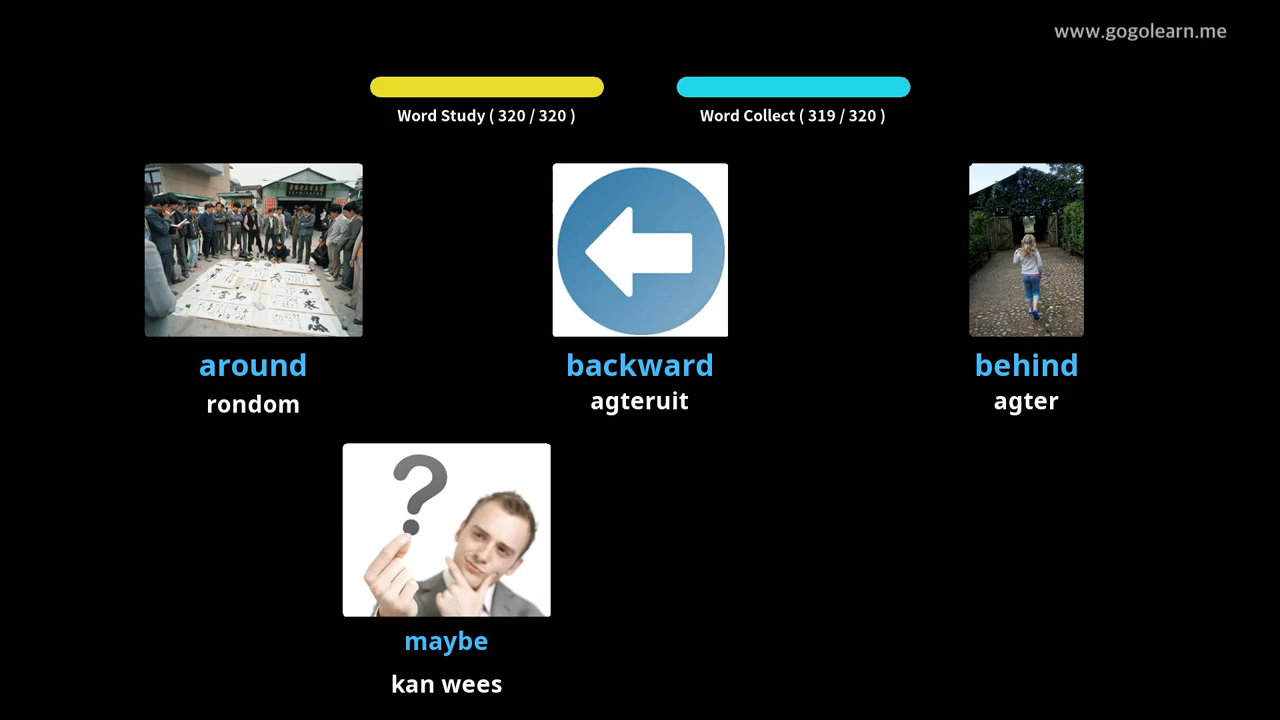 www.gogolearn.me
Word Study ( 320 / 320 )
Word Collect ( 319 / 320 )
around
rondom
backward
agteruit
behind
agter
maybe
kan wees